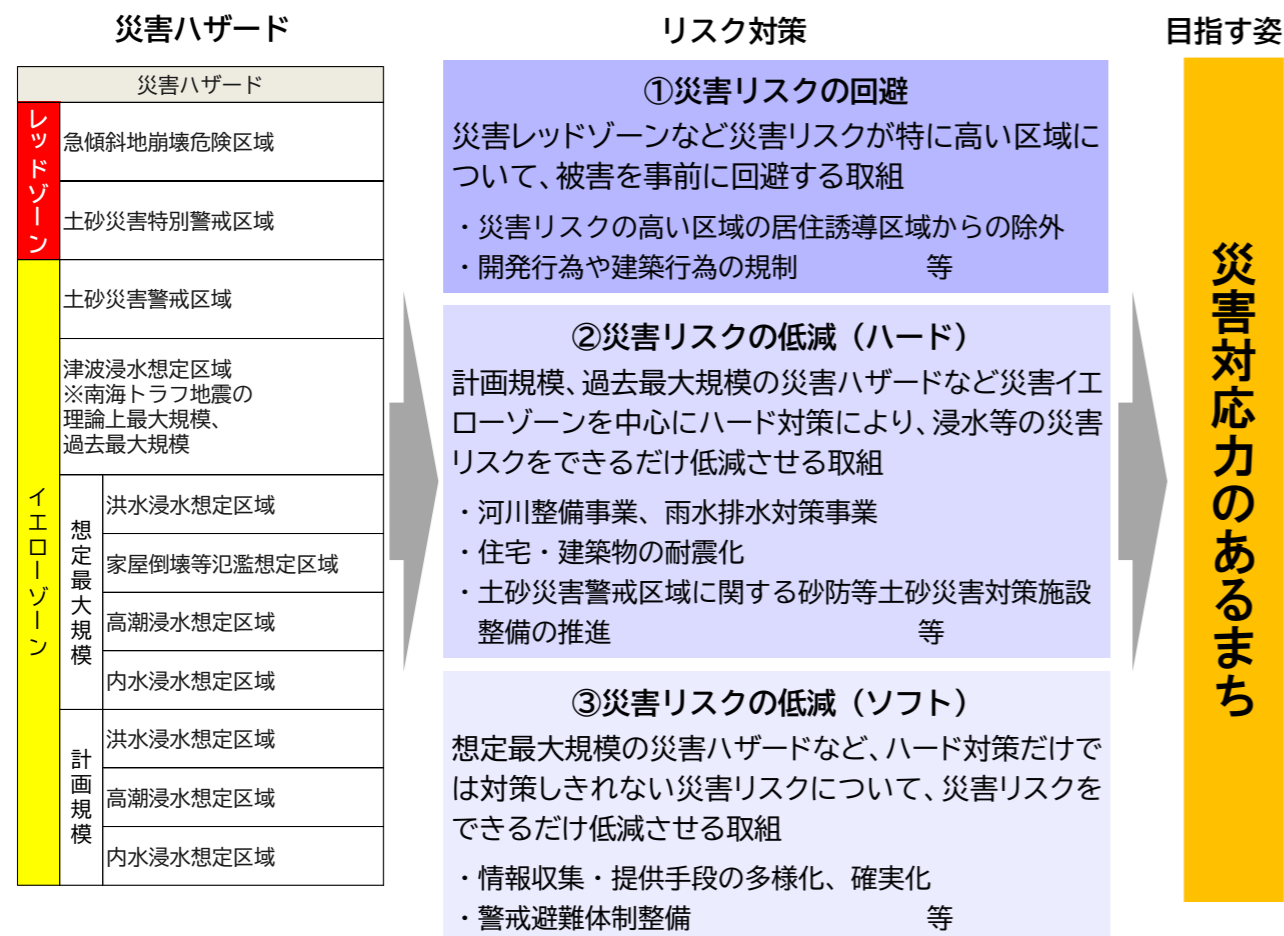 災害ハザード
リスク対策
目指す姿
災害ハザード
レッドゾーン
急傾斜地崩壊危険区域
土砂災害特別警戒区域
イエローゾーン
土砂災害警戒区域
津波浸水想定区域
※南海トラフ地震の
理論上最大規模、
過去最大規模
想定最大規模
洪水浸水想定区域
家屋倒壊等氾濫想定区域
高潮浸水想定区域
内水浸水想定区域
計画規模
洪水浸水想定区域
高潮浸水想定区域
内水浸水想定区域
①災害リスクの回避
災害レッドゾーンなど災害リスクが特に高い区域に
ついて、被害を事前に回避する取組
・災害リスクの高い区域の居住誘導区域からの除外
・開発行為や建築行為の規制 等
②災害リスクの低減（ハード）
計画規模、過去最大規模の災害ハザードなど災害イエ
ローゾーンを中心にハード対策により、浸水等の災害
リスクをできるだけ低減させる取組
・河川整備事業、雨水排水対策事業
・住宅・建築物の耐震化
・土砂災害警戒区域に関する砂防等土砂災害対策施設
整備の推進 等
③災害リスクの低減（ソフト）
想定最大規模の災害ハザードなど、ハード対策だけで
は対策しきれない災害リスクについて、災害リスクを
できるだけ低減させる取組
・情報収集・提供手段の多様化、確実化
・警戒避難体制整備 等
災害対応力のあるまち